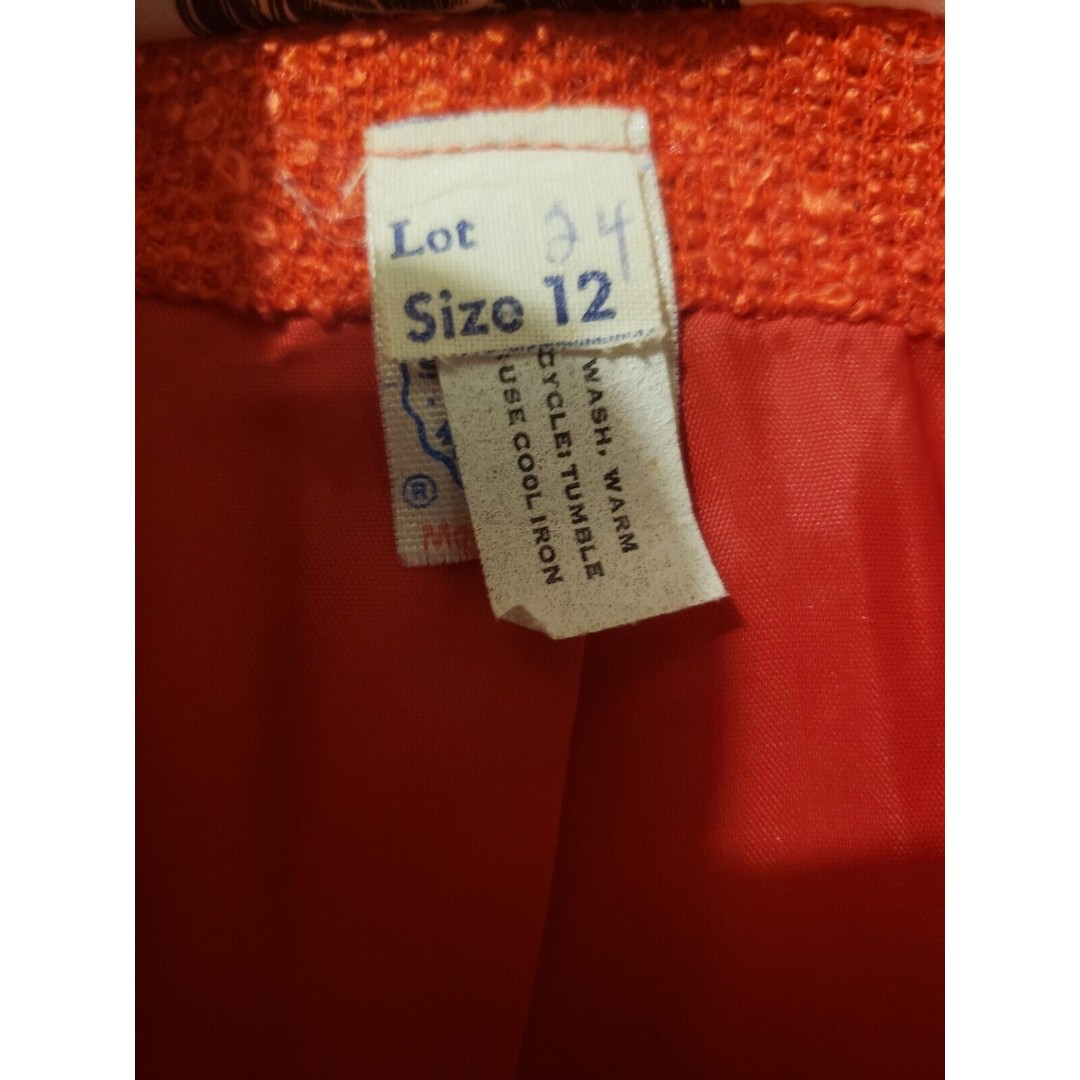 Lot 24
Size 12
WASH, WARM
CYCLE; TUMBLE
USE COOL IRON
®